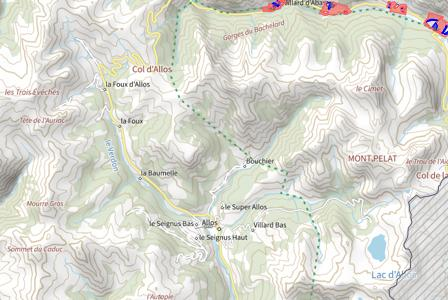 Allard d'Aba
Gorges du Bachelard
Col d'Allos
les Trois Évêchés
la Foux d'Allos
le Cimet
Tête de l'Auriac
la Foux
le Verdon
Bouchier
MONT PELAT
Trou de l'Ai
Col de la
la Baumelle
Mourre Gros
le Super Allos
le Seignus Bas
Allos
Villard Bas
le Seignus Haut
Sommet du Caduc
Lac d'Allos
l'Autapie